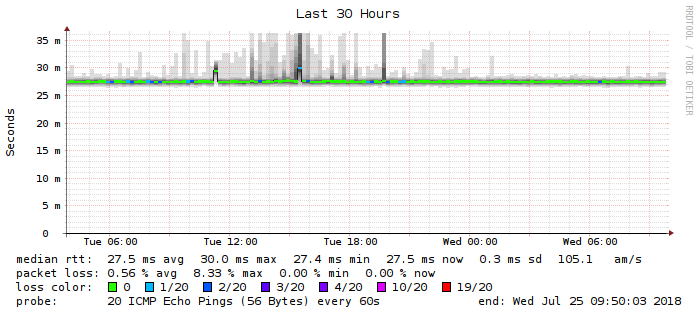 Last 30 Hours
RRDTOOL / TOBI OETIKER
Seconds
35 m
30 m
25 m
20 m
15 m
10 m
5 m
0
Tue 06:00 Tue 12:00 Tue 18:00 Wed 00:00 Wed 06:00
median rtt: 27.5 ms avg 30.0 ms max 27.4 ms min 27.5 ms now 0.3 ms sd 105.1 am/s
packet loss: 0.56 % avg 8.33 % max 0.00 % min 0.00 % now
loss color: 0 1/20 2/20 3/20 4/20 10/20 19/20
probe: 20 ICMP Echo Pings (56 Bytes) every 60s end: Wed Jul 25 09:50:03 2018